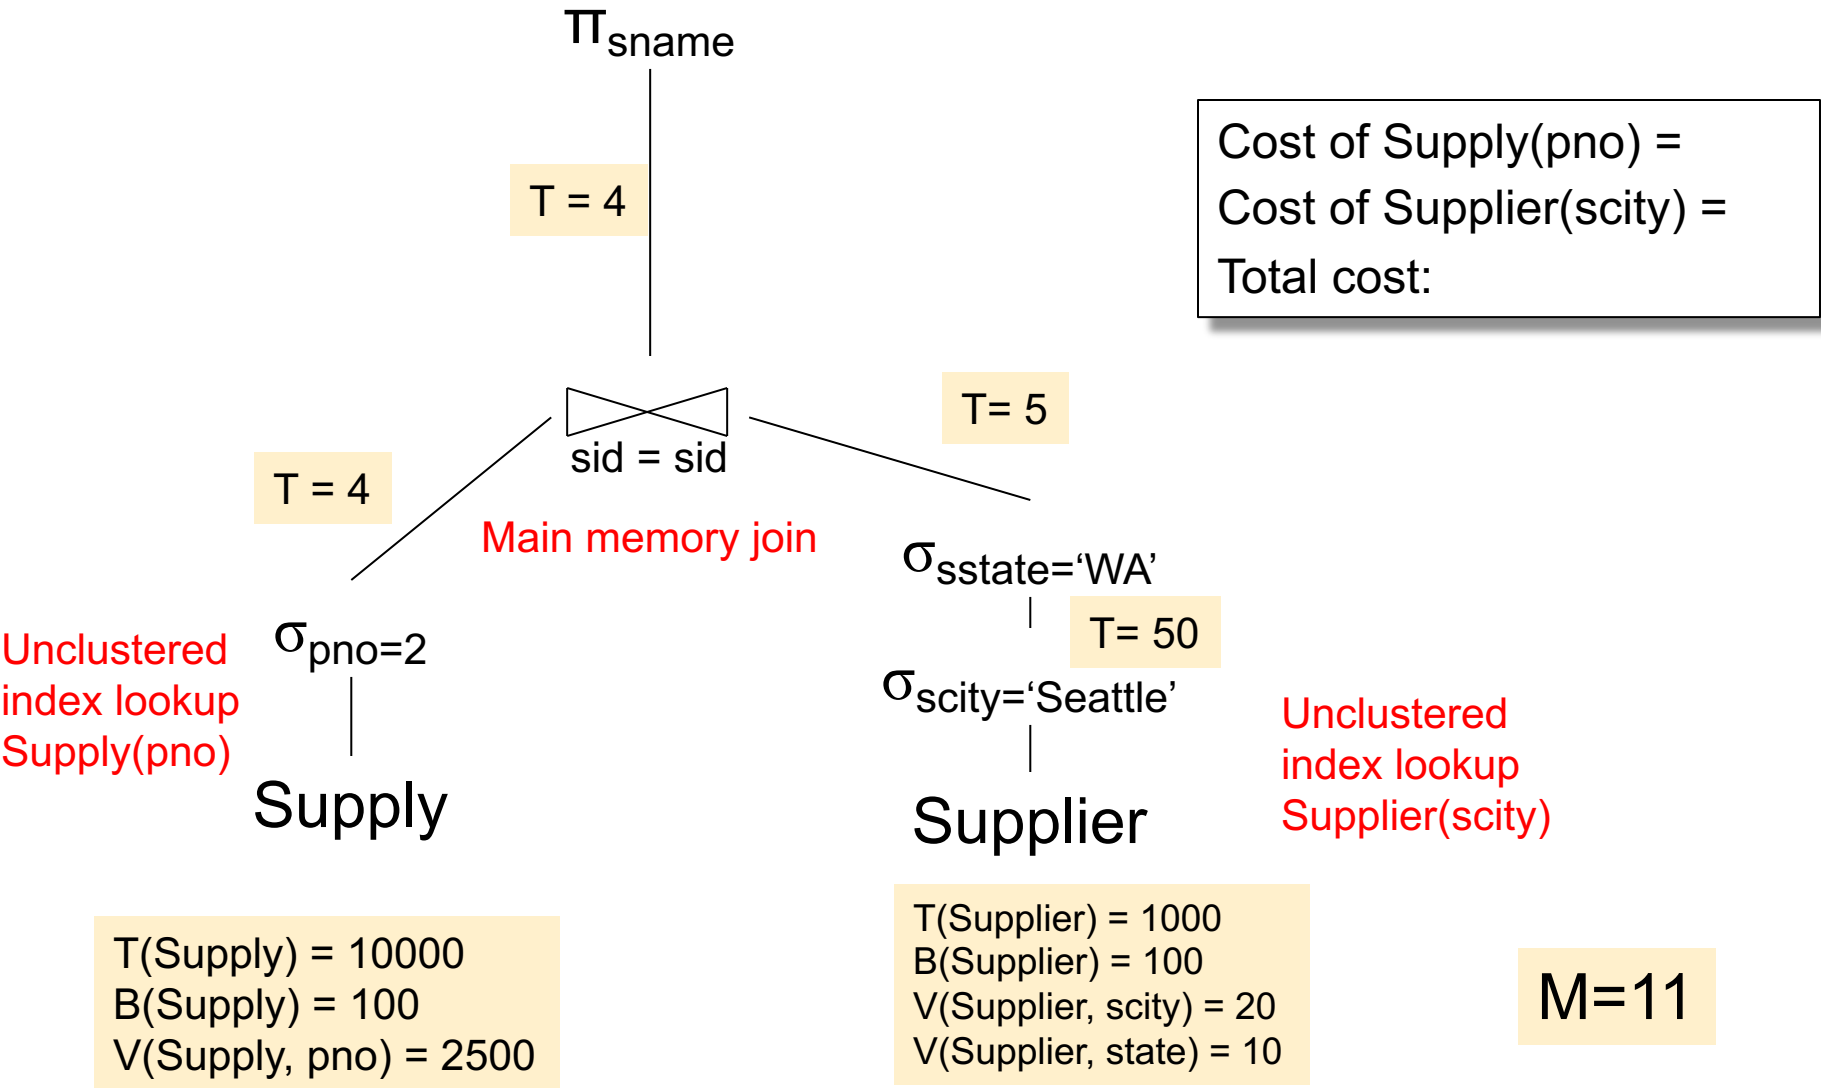 πsname
Cost of Supply(pno) =
Cost of Supplier(scity) =
Total cost:
T = 4
T= 5
sid = sid
T = 4
Main memory join
σsstate=‘WA’
T= 50
Unclustered
index lookup
Supply(pno)
σpno=2
σscity=‘Seattle’
Unclustered
index lookup
Supplier(scity)
Supply
Supplier
T(Supply) = 10000
B(Supply) = 100
V(Supply, pno) = 2500
T(Supplier) = 1000
B(Supplier) = 100
V(Supplier, scity) = 20
V(Supplier, state) = 10
M=11